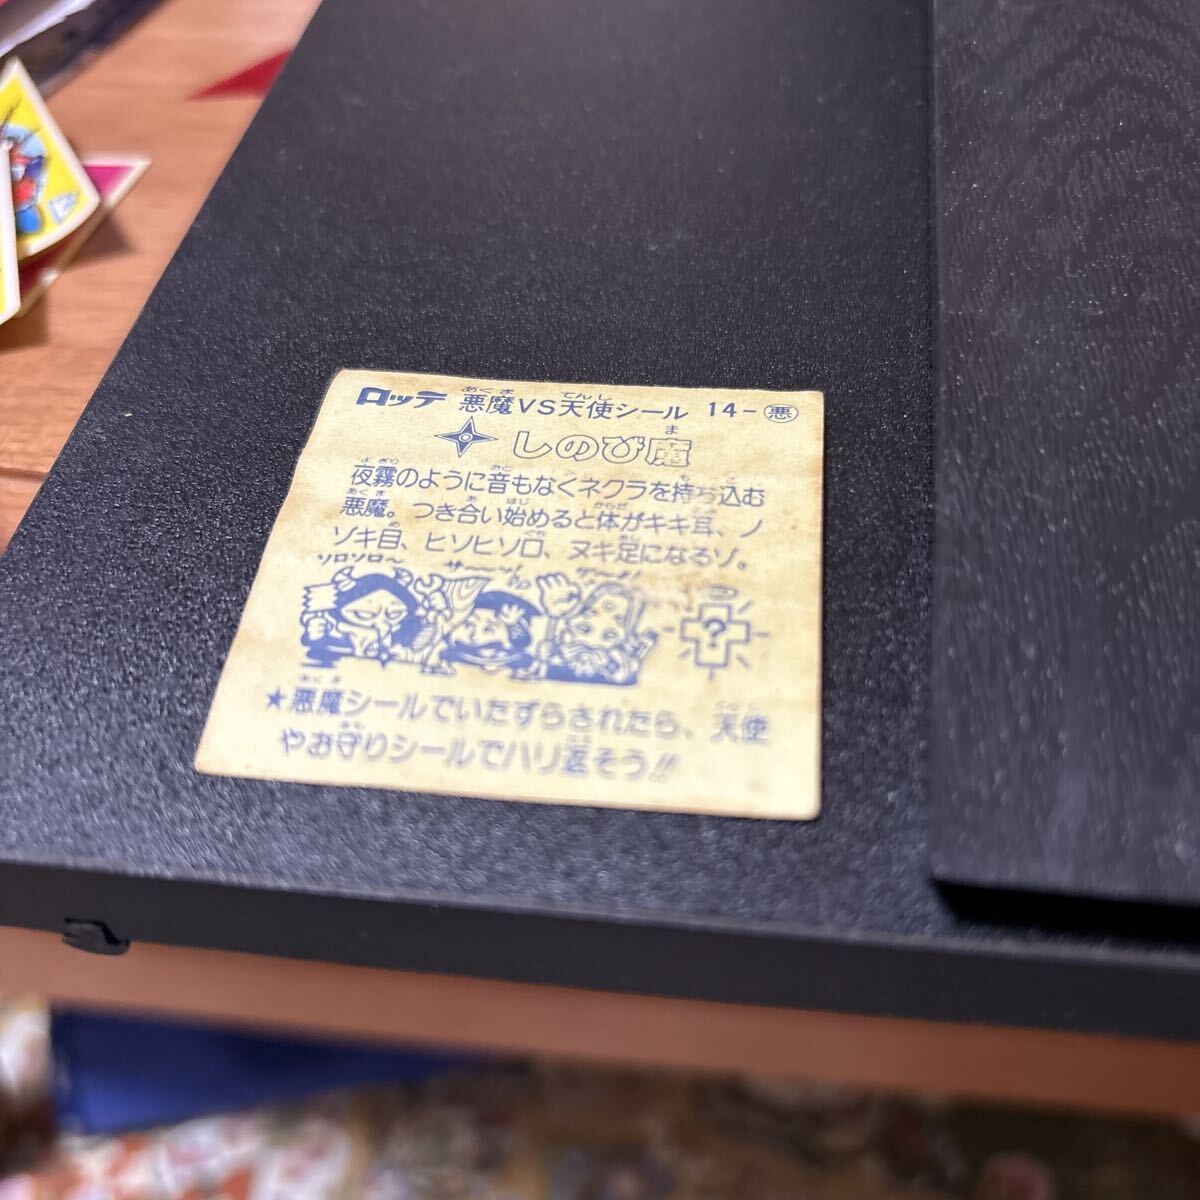 ロッテ 悪魔VS天使シール 14-悪
しのび魔
夜霧のように音もなくネクラを持ち込む
悪魔。つき合い始めると体がキキ耳、ノ
ゾキ目、ヒソヒソ口、ヌキ足になるゾ。
ソロソロ〜 サーーッ!
?
★悪魔シールでいたずらされたら、天使
やお守りシールでハリ返そう!!